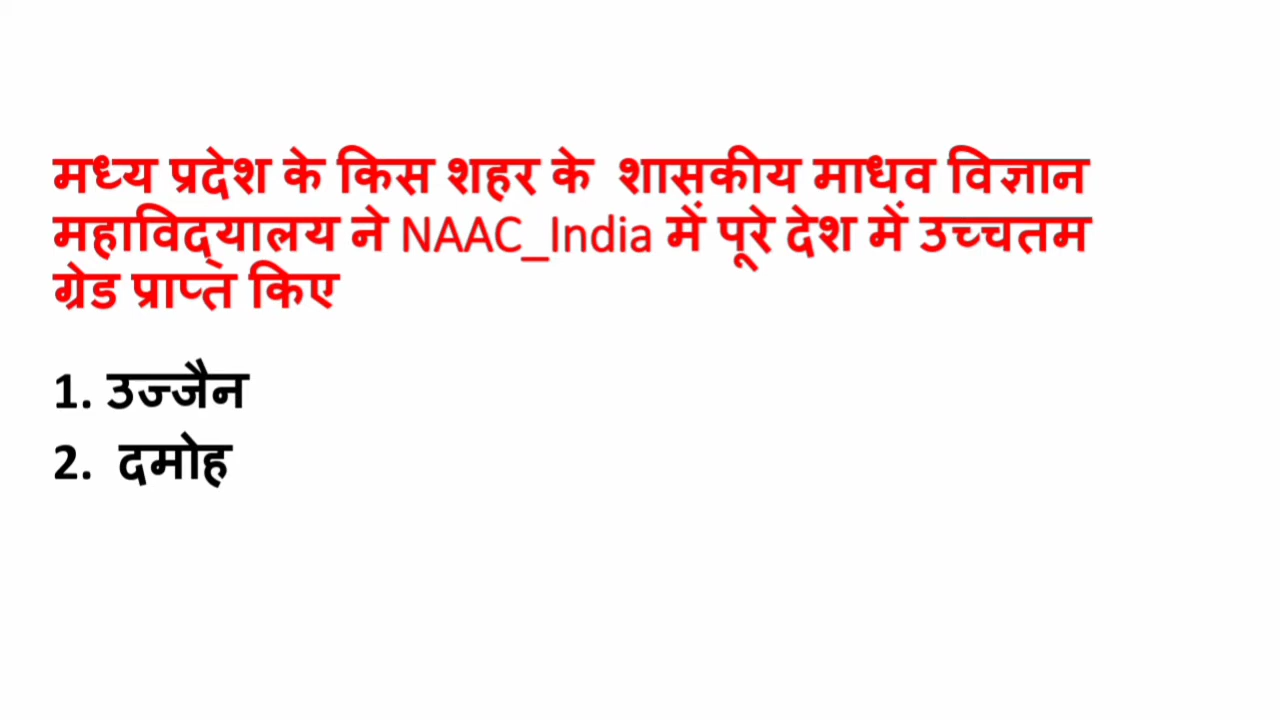 मध्य प्रदेश के किस शहर के शासकीय माधव विज्ञान
महाविद्यालय ने NAAC_India में पूरे देश में उच्चतम
ग्रेड प्राप्त किए
1. उज्जैन
2. दमोह